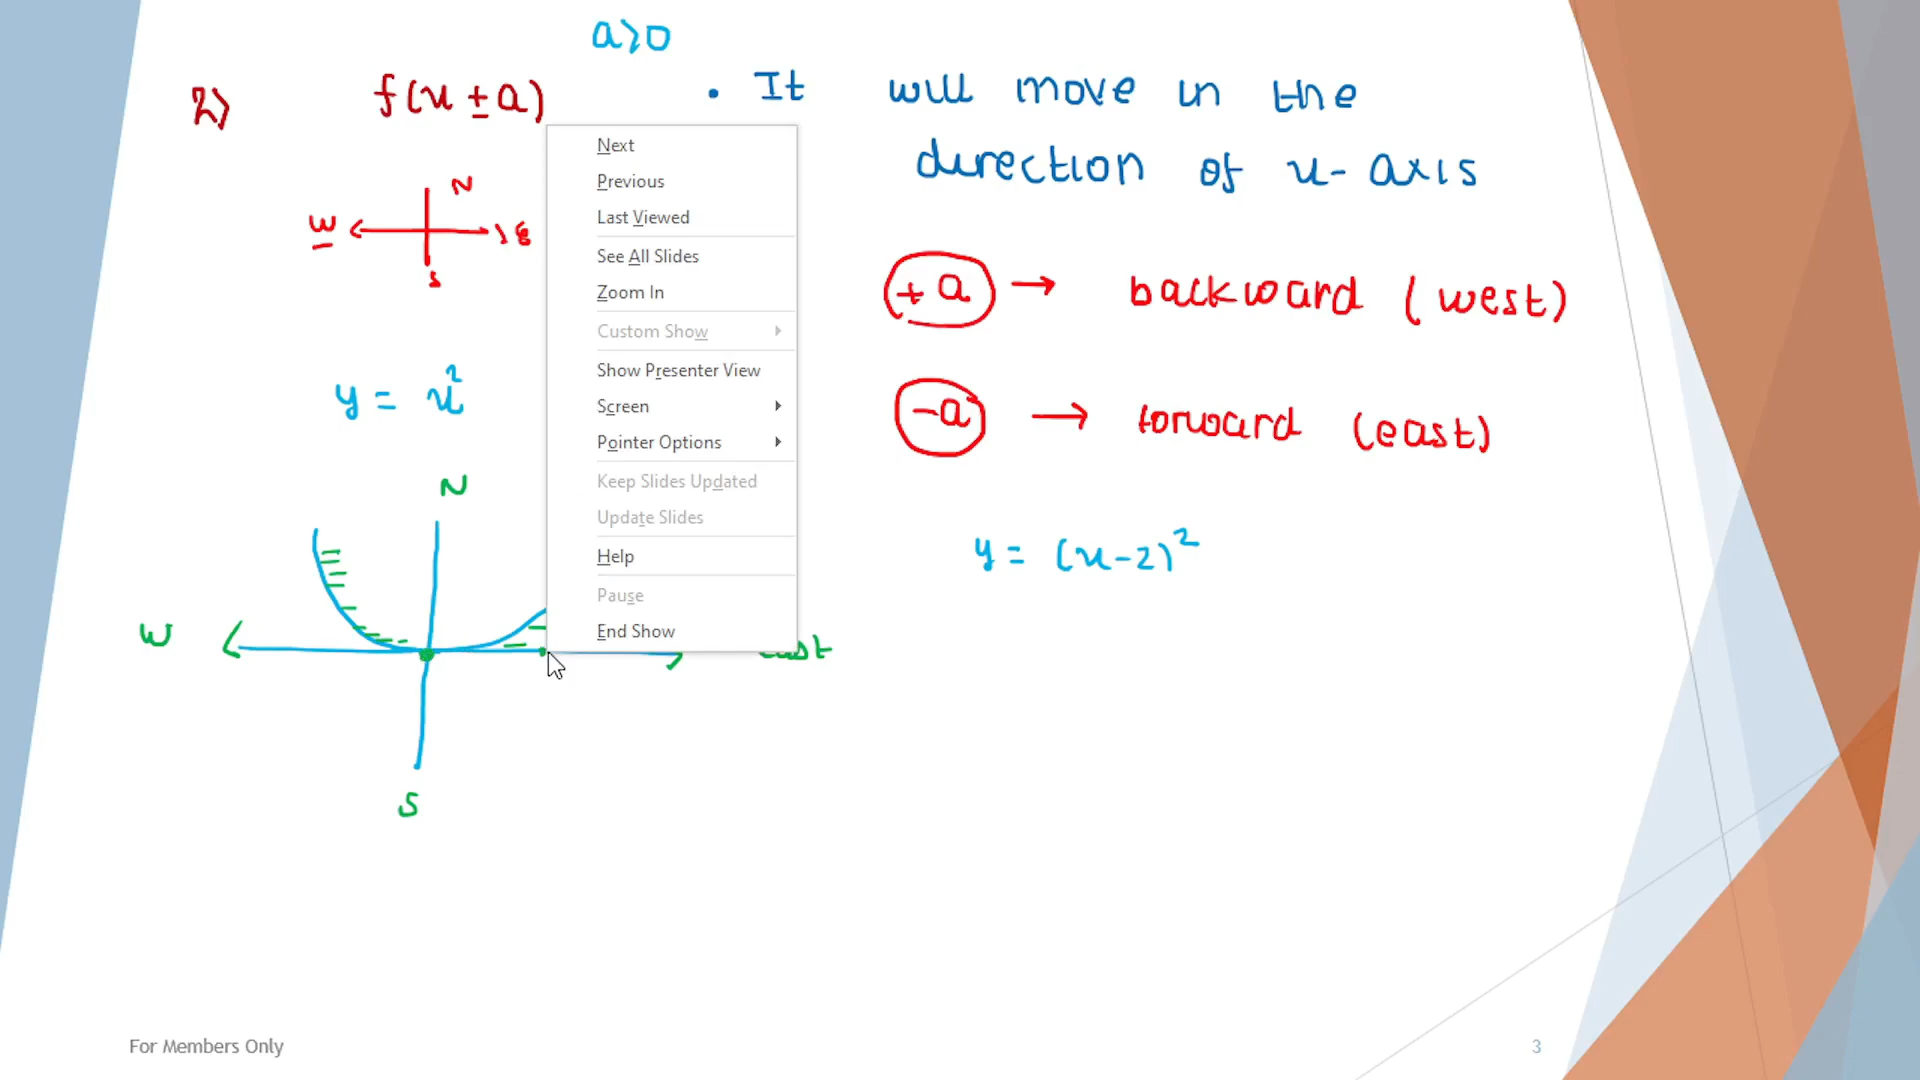 a>0
2) f(x ± a) • It will move in the
direction of x-axis
N
W E
S
+a → backward (west)
-a → forward (east)
y = x²
N
y = (x-2)²
W
S
Next
Previous
Last Viewed
See All Slides
Zoom In
Custom Show
Show Presenter View
Screen
Pointer Options
Keep Slides Updated
Update Slides
Help
Pause
End Show
For Members Only
3